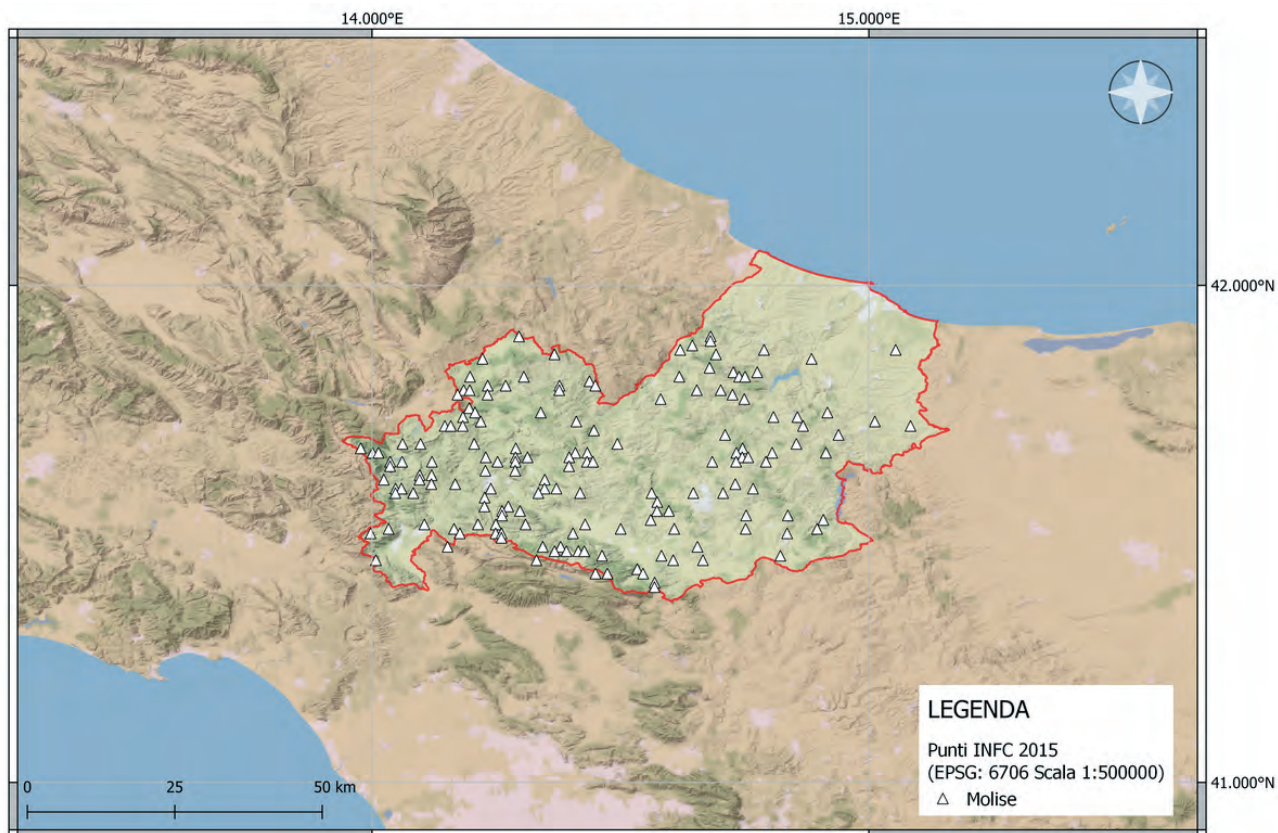 14.000°E 15.000°E
42.000°N
LEGENDA
Punti INFC 2015
(EPSG: 6706 Scala 1:500000)
Molise
0 25 50 km
41.000°N